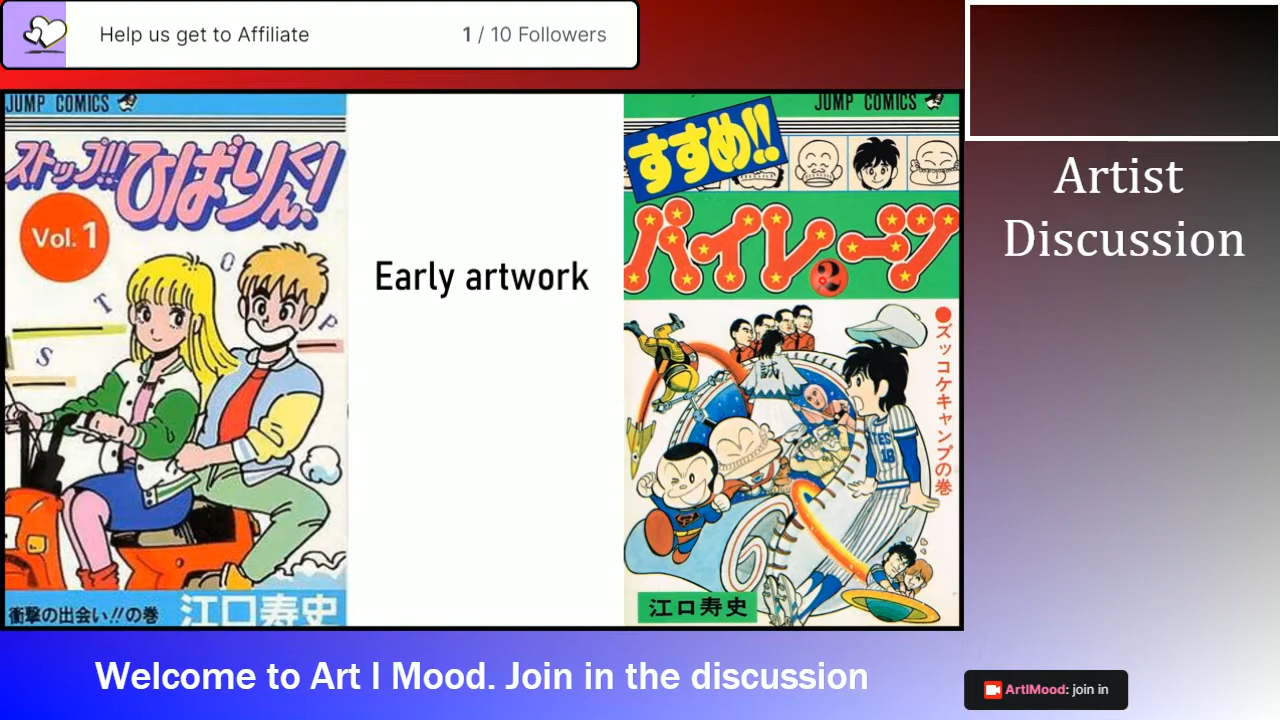 Help us get to Affiliate
1 / 10 Followers
JUMP COMICS
ストップ!!ひばりくん!
Vol. 1
S
T
O
P
衝撃の出会い!!の巻
江口寿史
Early artwork
JUMP COMICS
すすめ!!
パイレーツ
2
ズッコケキャンプの巻
試
TES
18
江口寿史
Artist
Discussion
Welcome to Art I Mood. Join in the discussion
ArtIMood: join in